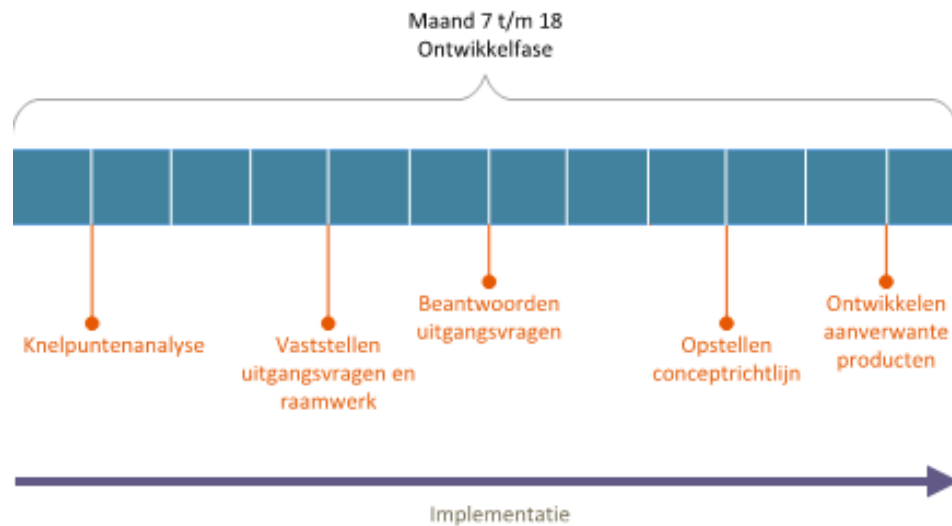 Maand 7 t/m 18
Ontwikkelfase
Knelpuntenanalyse
Vaststellen
uitgangsvragen en
raamwerk
Beantwoorden
uitgangsvragen
Opstellen
conceptrichtlijn
Ontwikkelen
aanverwante
producten
Implementatie